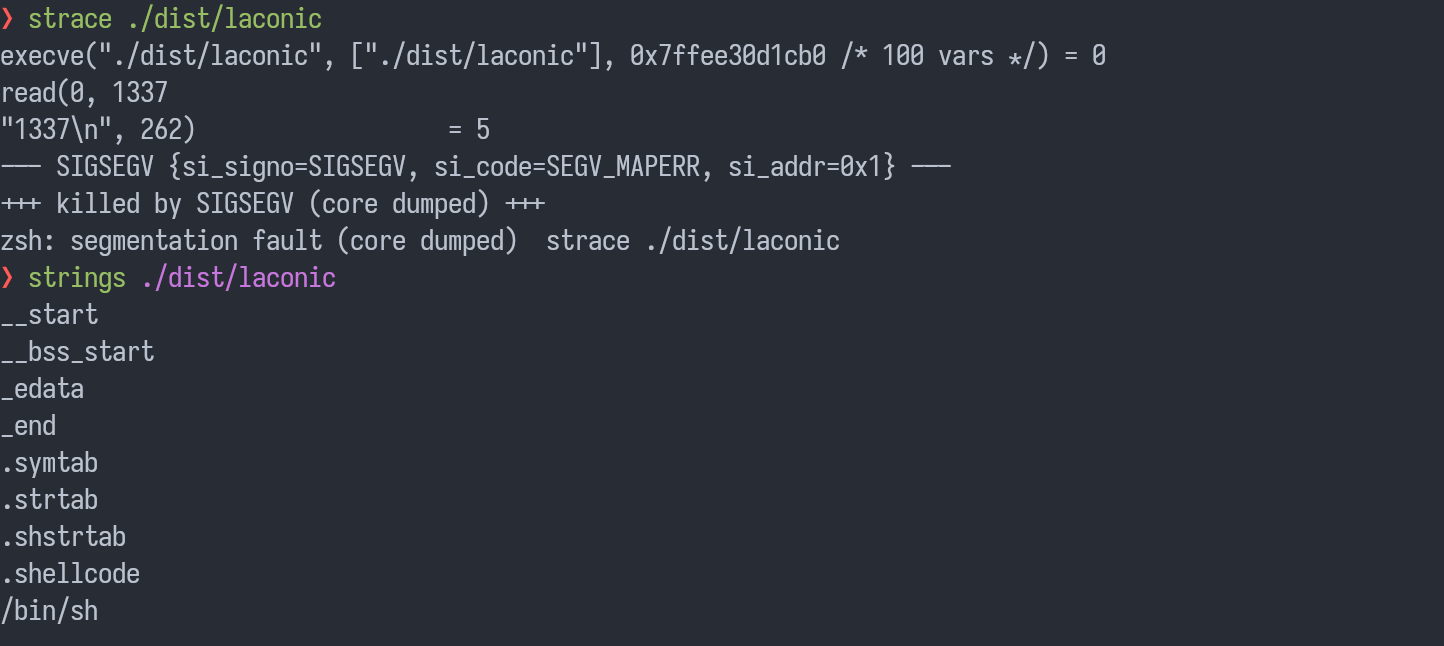 ❯ strace ./dist/laconic
execve("./dist/laconic", ["./dist/laconic"], 0x7ffee30d1cb0 /* 100 vars */) = 0
read(0, 1337
"1337\n", 262)                  = 5
--- SIGSEGV {si_signo=SIGSEGV, si_code=SEGV_MAPERR, si_addr=0x1} ---
+++ killed by SIGSEGV (core dumped) +++
zsh: segmentation fault (core dumped)  strace ./dist/laconic
❯ strings ./dist/laconic
__start
__bss_start
_edata
_end
.symtab
.strtab
.shstrtab
.shellcode
/bin/sh